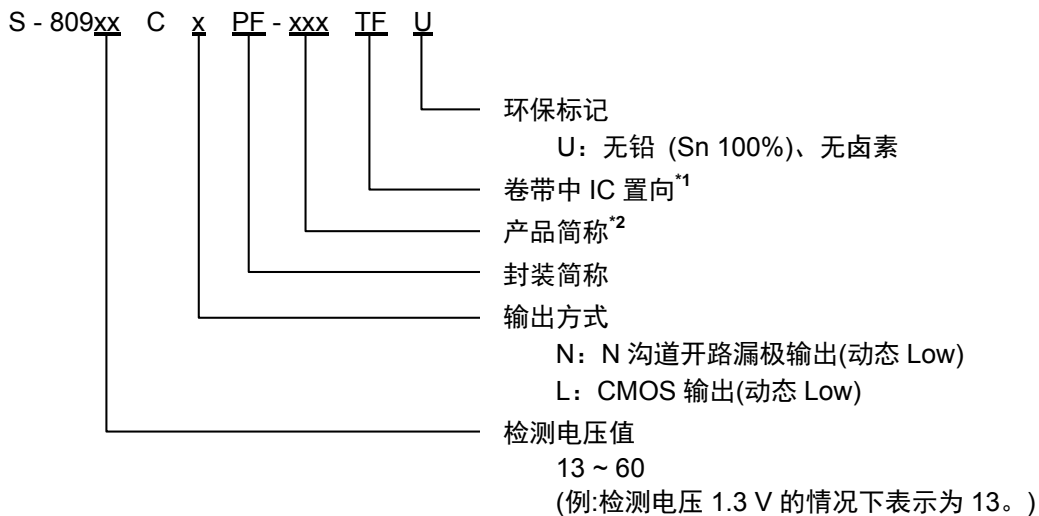 S - 809xx C x PF - xxx TF U
环保标记
U：无铅 (Sn 100%)、无卤素
卷带中 IC 置向*1
产品简称*2
封装简称
输出方式
N：N 沟道开路漏极输出(动态 Low)
L：CMOS 输出(动态 Low)
检测电压值
13 ~ 60
(例:检测电压 1.3 V 的情况下表示为 13。)